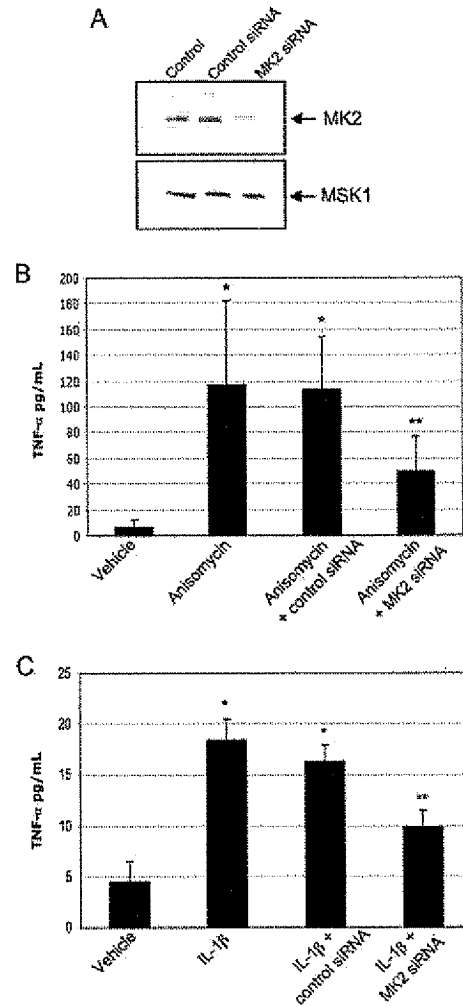 A
Control
Control siRNA
MK2 siRNA
MK2
MSK1
B
TNF-α pg/mL
200
180
160
140
120
100
80
60
40
20
0
*
*
**
Vehicle
Anisomycin
Anisomycin
+ control siRNA
Anisomycin
+ MK2 siRNA
C
TNF-α pg/mL
25
20
15
10
5
0
*
*
**
Vehicle
IL-1β
IL-1β +
control siRNA
IL-1β +
MK2 siRNA